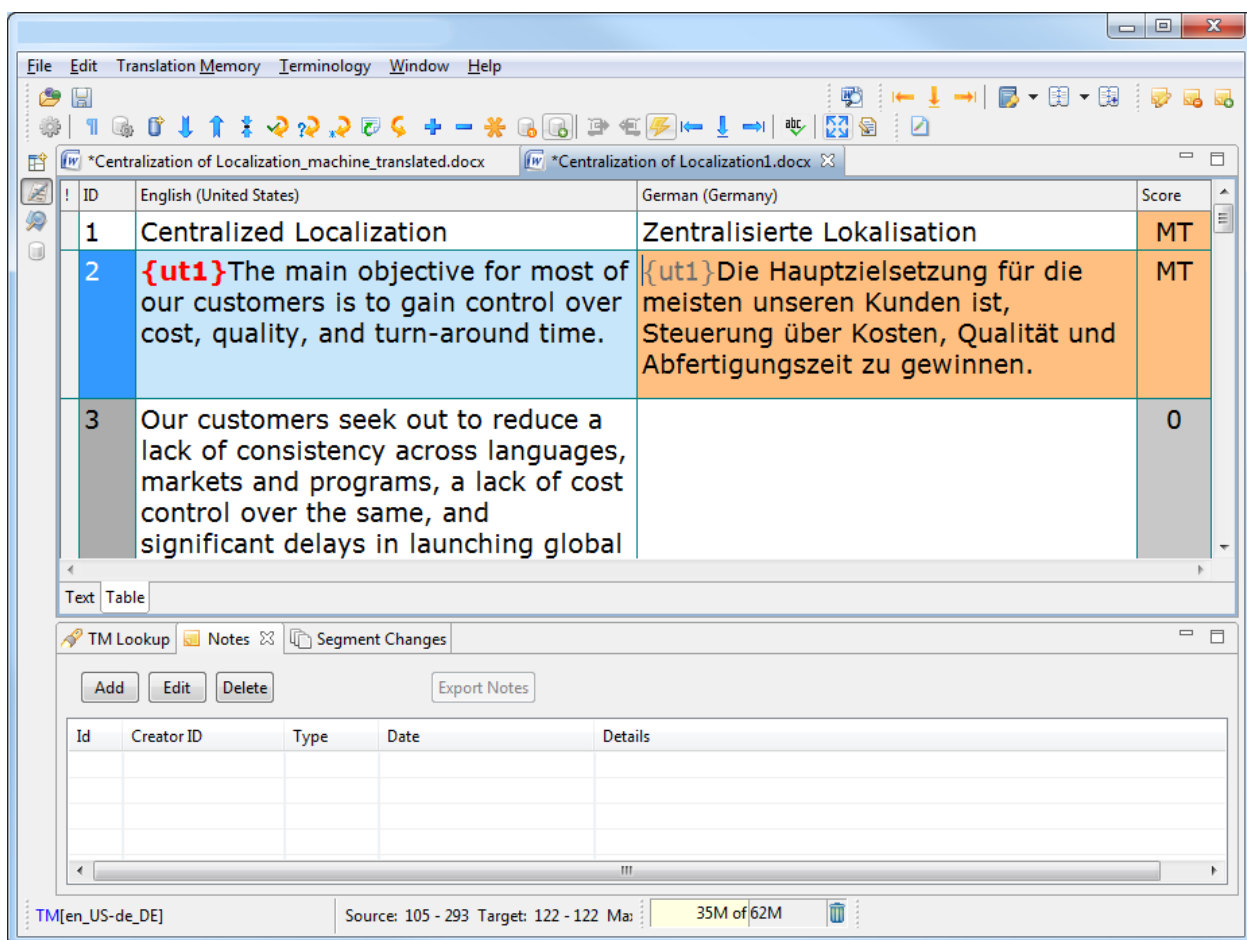 File Edit Translation Memory Terminology Window Help
*Centralization of Localization_machine_translated.docx *Centralization of Localization1.docx
! ID English (United States) German (Germany) Score
1 Centralized Localization Zentralisierte Lokalisation MT
2 {ut1}The main objective for most of {ut1}Die Hauptzielsetzung für die MT
our customers is to gain control over meisten unseren Kunden ist,
cost, quality, and turn-around time. Steuerung über Kosten, Qualität und
Abfertigungszeit zu gewinnen.
3 Our customers seek out to reduce a 0
lack of consistency across languages,
markets and programs, a lack of cost
control over the same, and
significant delays in launching global
Text Table
TM Lookup Notes Segment Changes
Add Edit Delete Export Notes
Id Creator ID Type Date Details
TM[en_US-de_DE] Source: 105 - 293 Target: 122 - 122 Ma 35M of 62M